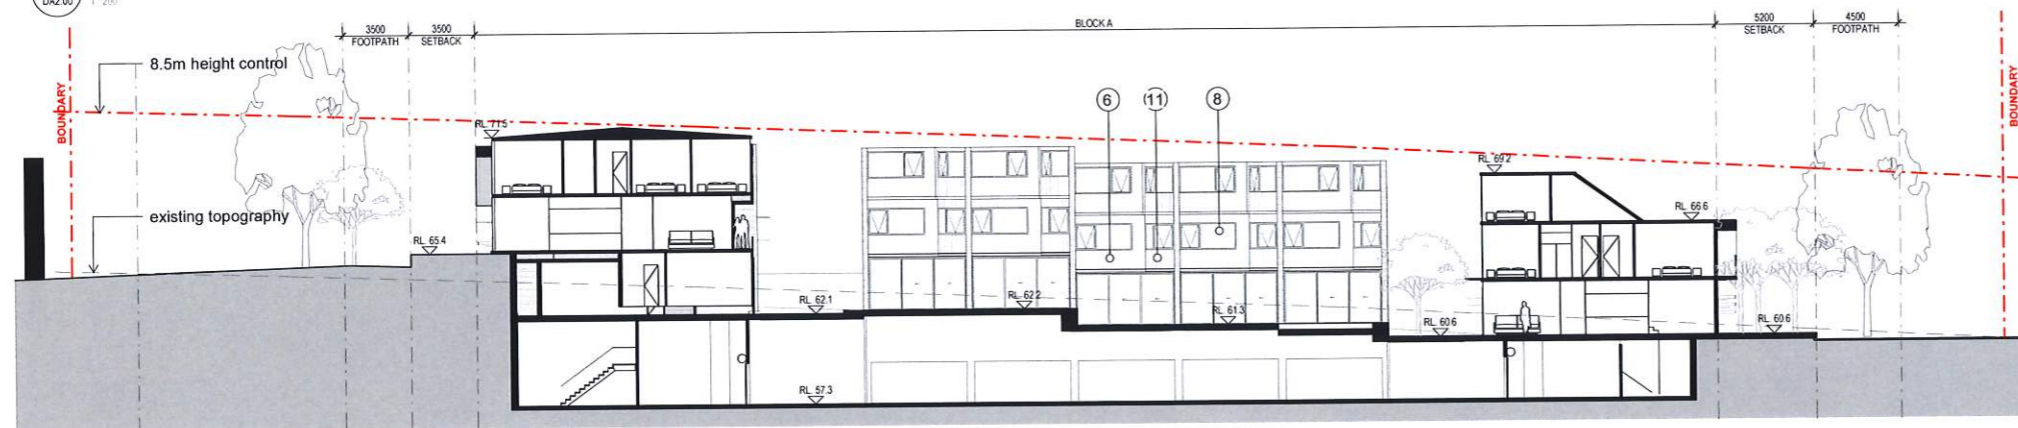 DA2.00
3500
FOOTPATH
3500
SETBACK
BLOCK A
5200
SETBACK
4500
FOOTPATH
8.5m height control
BOUNDARY
BOUNDARY
6
11
8
RL 71.5
RL 69.2
existing topography
RL 66.6
RL 65.4
RL 62.1
RL 62.2
RL 61.3
RL 60.6
RL 60.6
RL 57.3